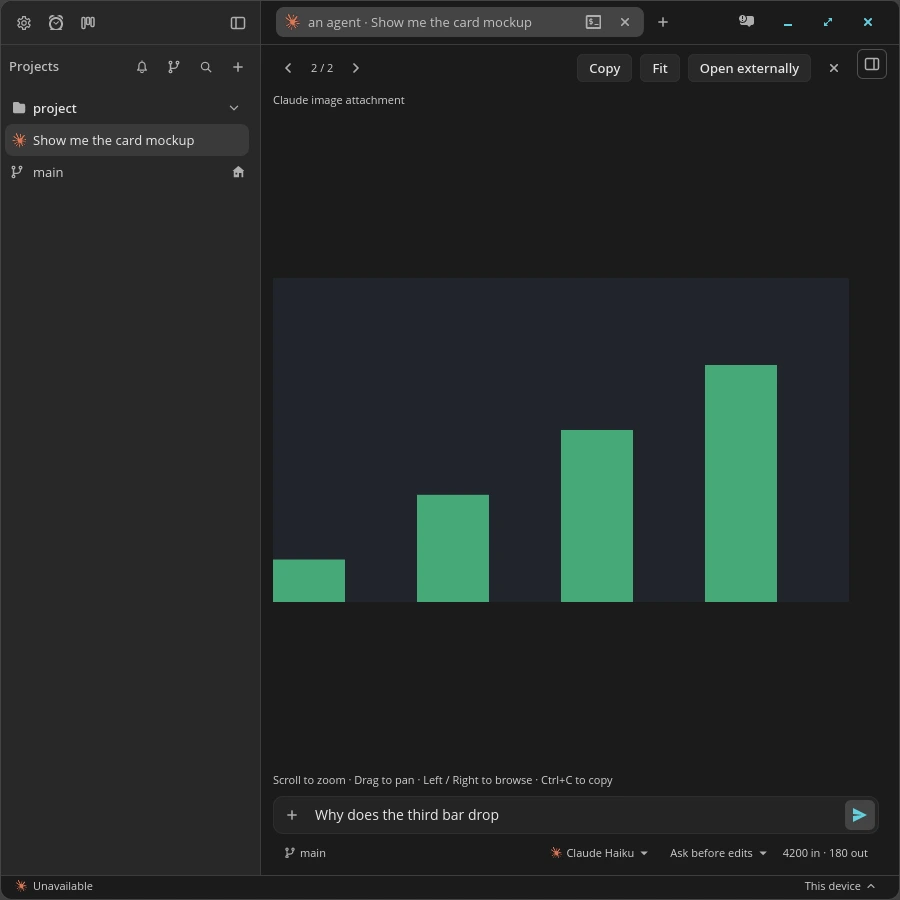 an agent · Show me the card mockup
Projects
2 / 2
Copy
Fit
Open externally
Claude image attachment
project
Show me the card mockup
main
Scroll to zoom · Drag to pan · Left / Right to browse · Ctrl+C to copy
Why does the third bar drop
main
Claude Haiku
Ask before edits
4200 in · 180 out
Unavailable
This device